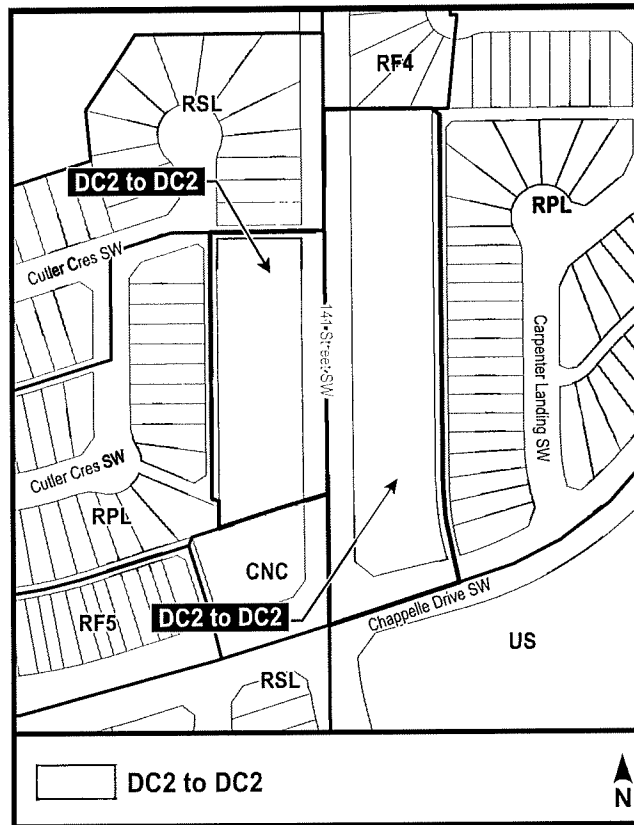 RF4
RSL
DC2 to DC2
RPL
Cutler Cres SW
141 Street SW
Carpenter Landing SW
Cutler Cres SW
RPL
CNC
DC2 to DC2
Chappelle Drive SW
RF5
US
RSL
DC2 to DC2
N